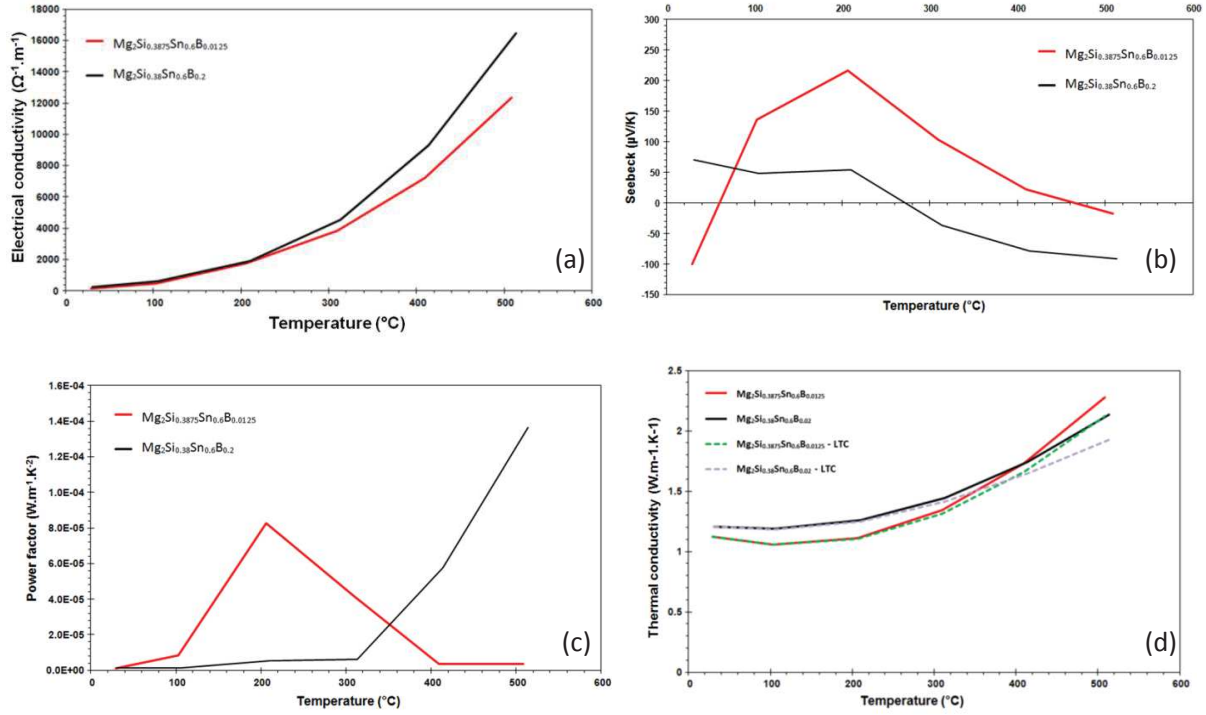 Electrical conductivity (Ω⁻¹.m⁻¹)
18000
16000
14000
12000
10000
8000
6000
4000
2000
0
Mg₂Si₀.₃₈₇₅Sn₀.₆B₀.₀₁₂₅
Mg₂Si₀.₃₈Sn₀.₆B₀.₂
(a)
0 100 200 300 400 500 600
Temperature (°C)
0 100 200 300 400 500 600
Seebeck (µV/K)
300
250
200
150
100
50
0
-50
-100
-150
Mg₂Si₀.₃₈₇₅Sn₀.₆B₀.₀₁₂₅
Mg₂Si₀.₃₈Sn₀.₆B₀.₂
(b)
Temperature (°C)
Power factor (W.m⁻¹.K⁻²)
1.6E-04
1.4E-04
1.2E-04
1.0E-04
8.0E-05
6.0E-05
4.0E-05
2.0E-05
0.0E+00
Mg₂Si₀.₃₈₇₅Sn₀.₆B₀.₀₁₂₅
Mg₂Si₀.₃₈Sn₀.₆B₀.₂
(c)
0 100 200 300 400 500 600
Temperature (°C)
Thermal conductivity (W.m-1.K-1)
2.5
2
1.5
1
0.5
0
Mg₂Si₀.₃₈₇₅Sn₀.₆B₀.₀₁₂₅
Mg₂Si₀.₃₈Sn₀.₆B₀.₀₂
Mg₂Si₀.₃₈₇₅Sn₀.₆B₀.₀₁₂₅ - LTC
Mg₂Si₀.₃₈Sn₀.₆B₀.₀₂ - LTC
(d)
0 100 200 300 400 500 600
Temperature (°C)